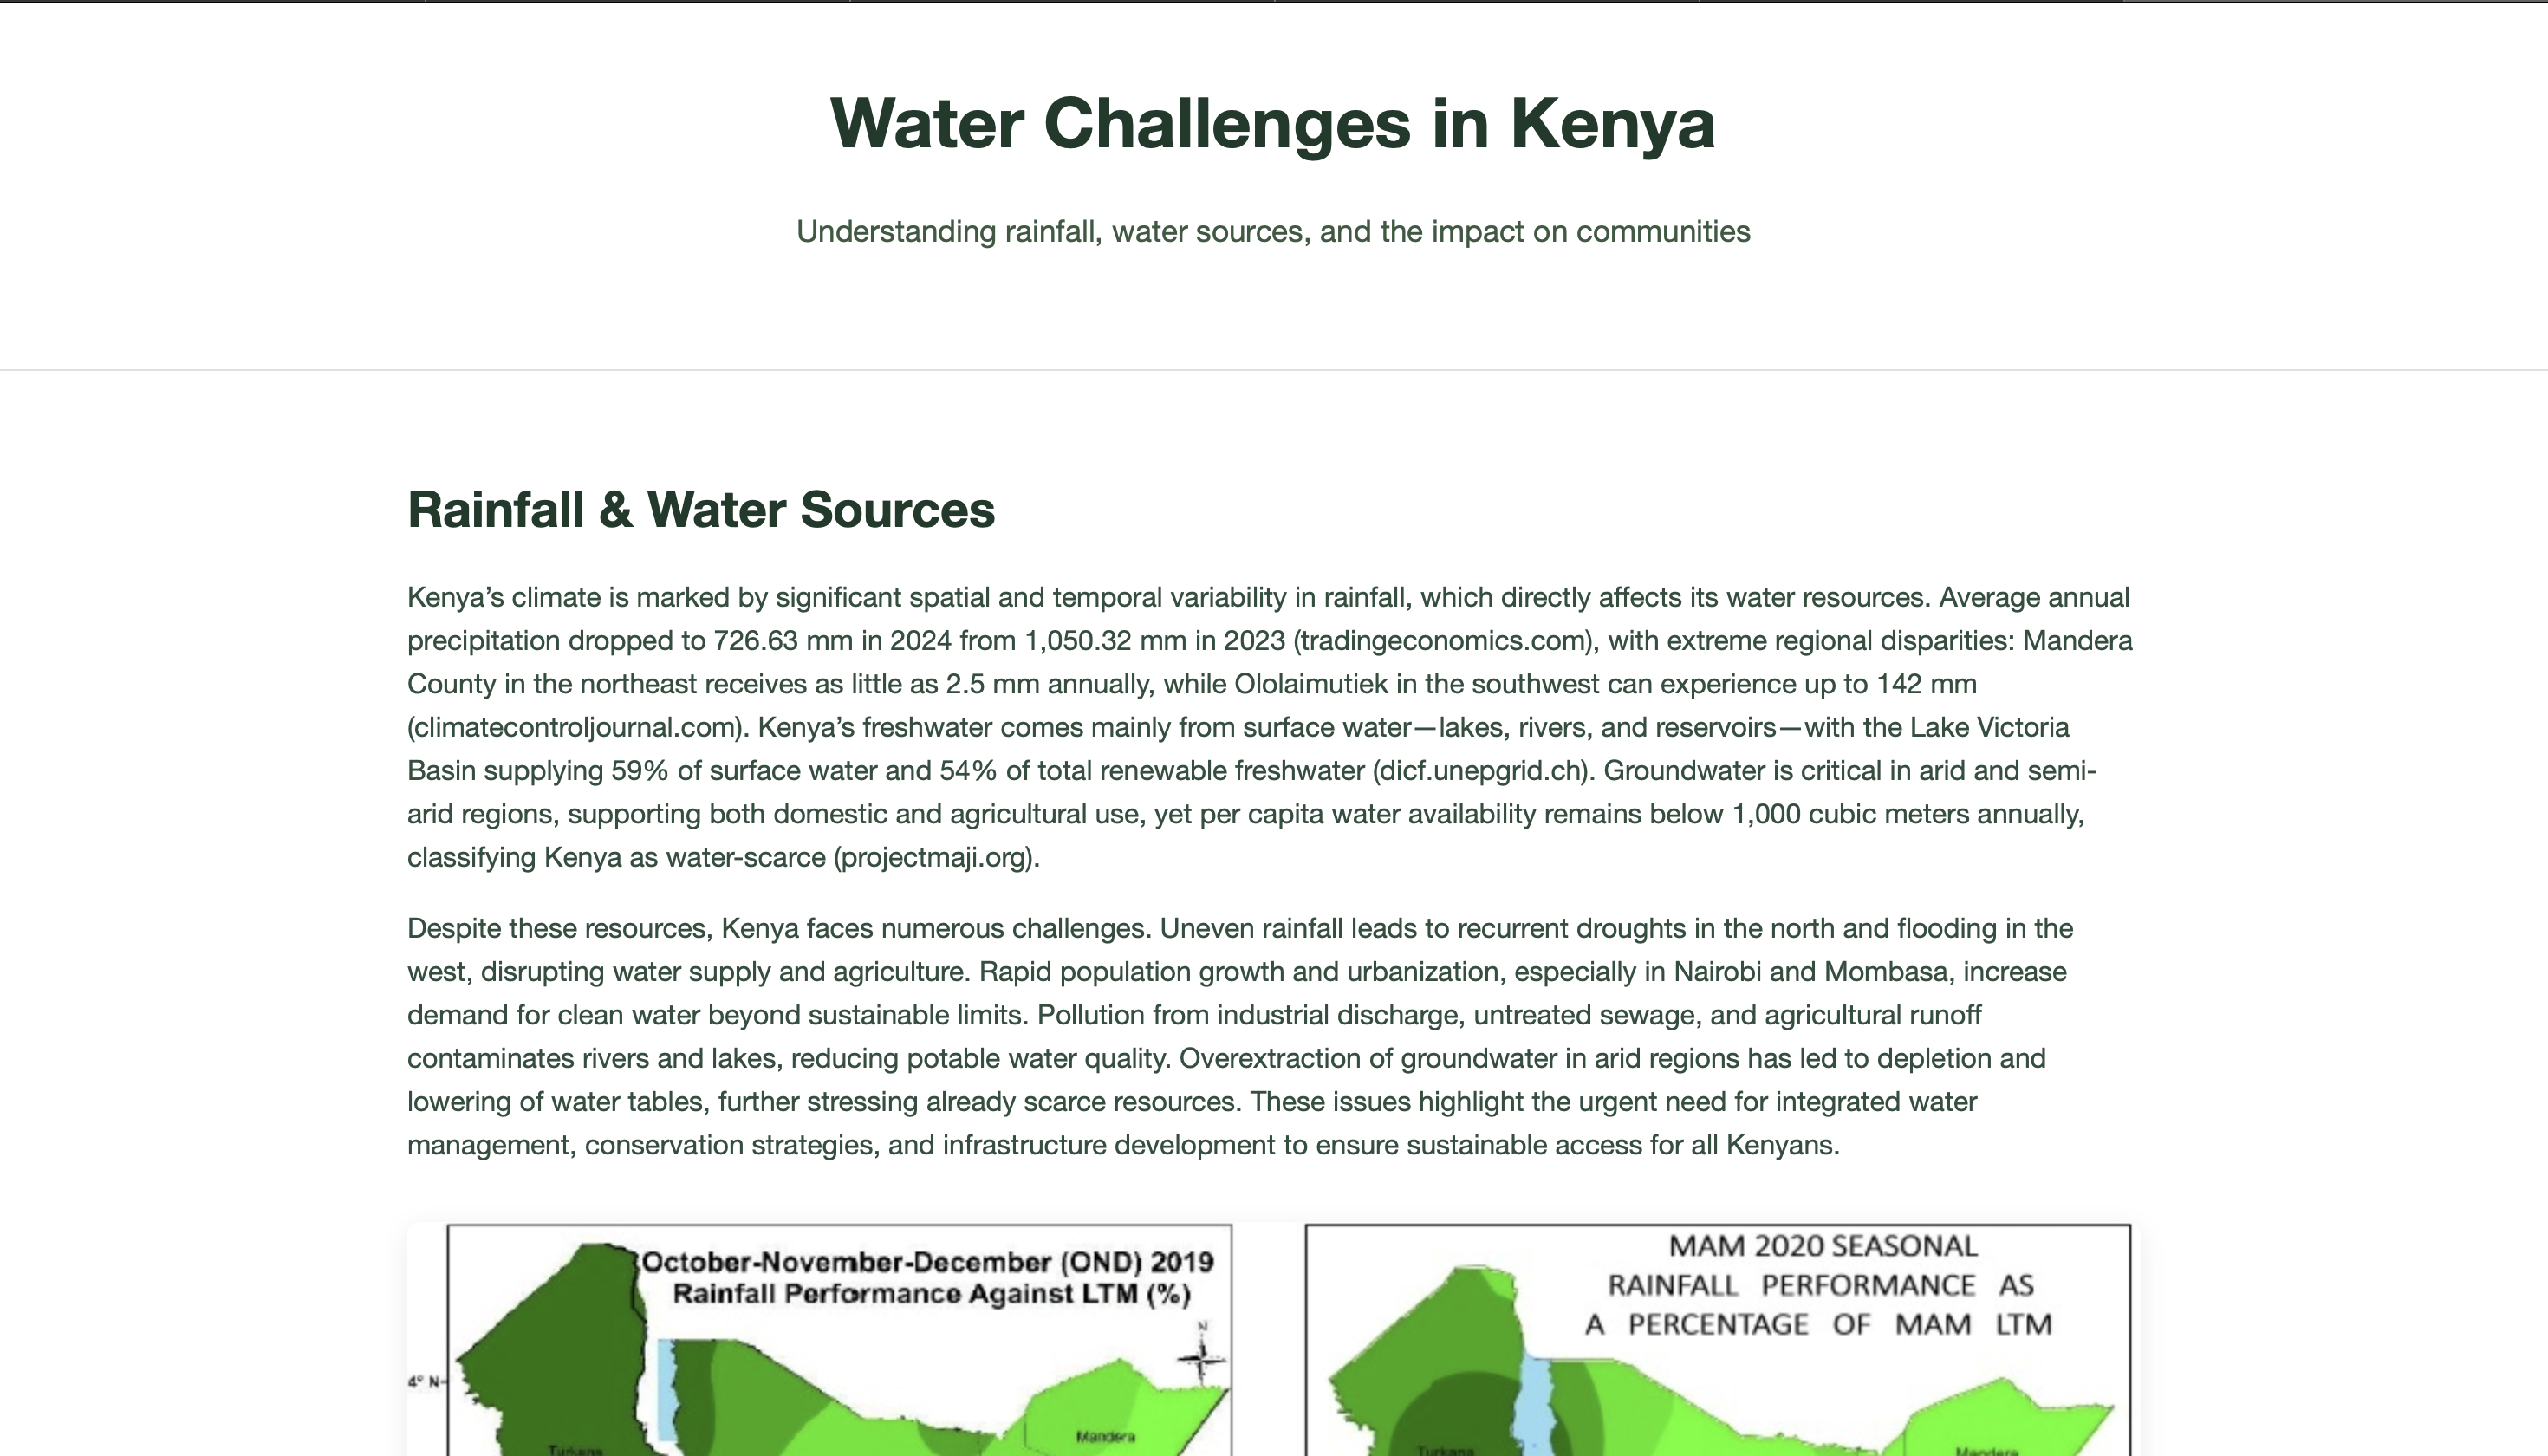 Water Challenges in Kenya
Understanding rainfall, water sources, and the impact on communities
Rainfall & Water Sources
Kenya’s climate is marked by significant spatial and temporal variability in rainfall, which directly affects its water resources. Average annual
precipitation dropped to 726.63 mm in 2024 from 1,050.32 mm in 2023 (tradingeconomics.com), with extreme regional disparities: Mandera
County in the northeast receives as little as 2.5 mm annually, while Ololaimutiek in the southwest can experience up to 142 mm
(climatecontroljournal.com). Kenya’s freshwater comes mainly from surface water—lakes, rivers, and reservoirs—with the Lake Victoria
Basin supplying 59% of surface water and 54% of total renewable freshwater (dicf.unepgrid.ch). Groundwater is critical in arid and semi-
arid regions, supporting both domestic and agricultural use, yet per capita water availability remains below 1,000 cubic meters annually,
classifying Kenya as water-scarce (projectmaji.org).
Despite these resources, Kenya faces numerous challenges. Uneven rainfall leads to recurrent droughts in the north and flooding in the
west, disrupting water supply and agriculture. Rapid population growth and urbanization, especially in Nairobi and Mombasa, increase
demand for clean water beyond sustainable limits. Pollution from industrial discharge, untreated sewage, and agricultural runoff
contaminates rivers and lakes, reducing potable water quality. Overextraction of groundwater in arid regions has led to depletion and
lowering of water tables, further stressing already scarce resources. These issues highlight the urgent need for integrated water
management, conservation strategies, and infrastructure development to ensure sustainable access for all Kenyans.
October-November-December (OND) 2019
Rainfall Performance Against LTM (%)
N
4° N
Mandera
Turkana
MAM 2020 SEASONAL
RAINFALL PERFORMANCE AS
A PERCENTAGE OF MAM LTM
Turkana
Mandera